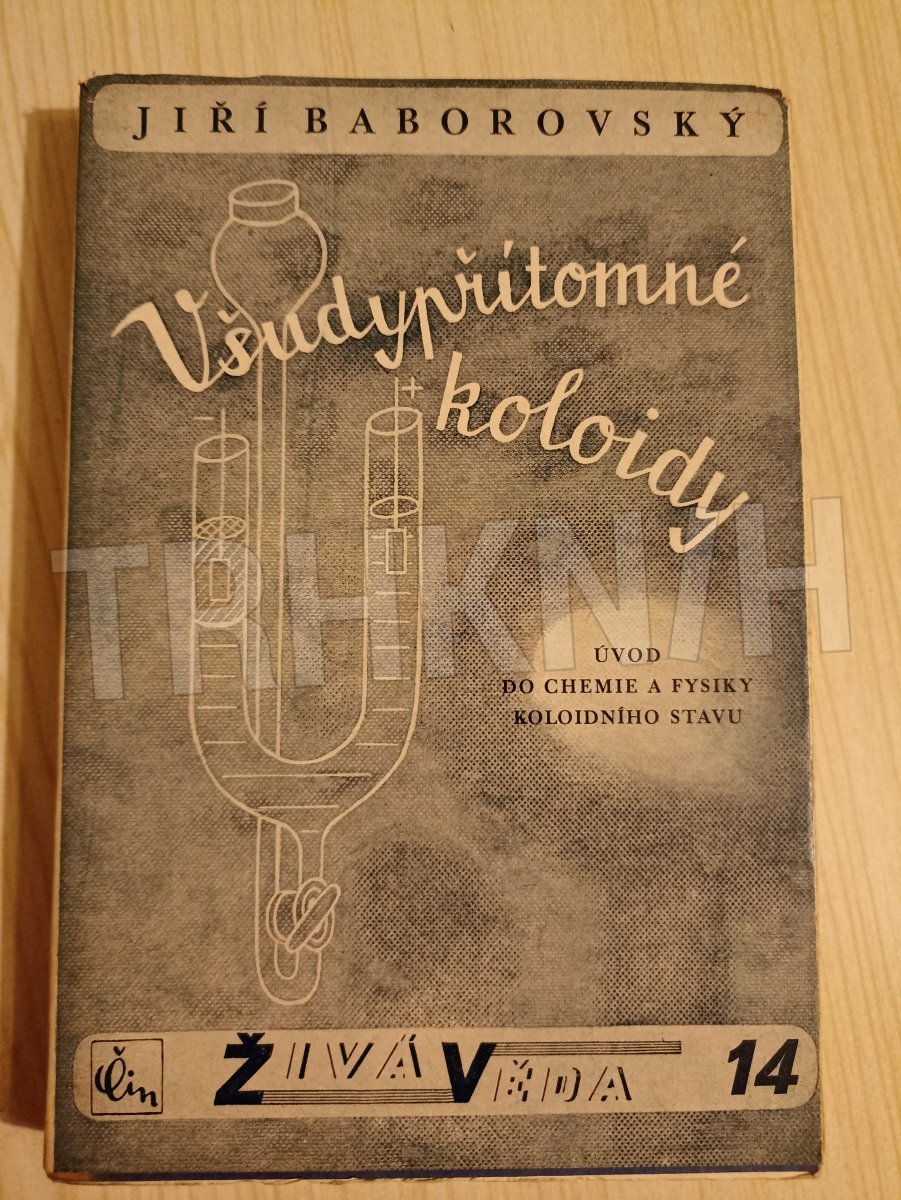 JIŘÍ BABOROVSKÝ
Všudypřítomné
koloidy
TRHKNIH
ÚVOD
DO CHEMIE A FYSIKY
KOLOIDNÍHO STAVU
Čin
ŽIVÁ VĚDA
14